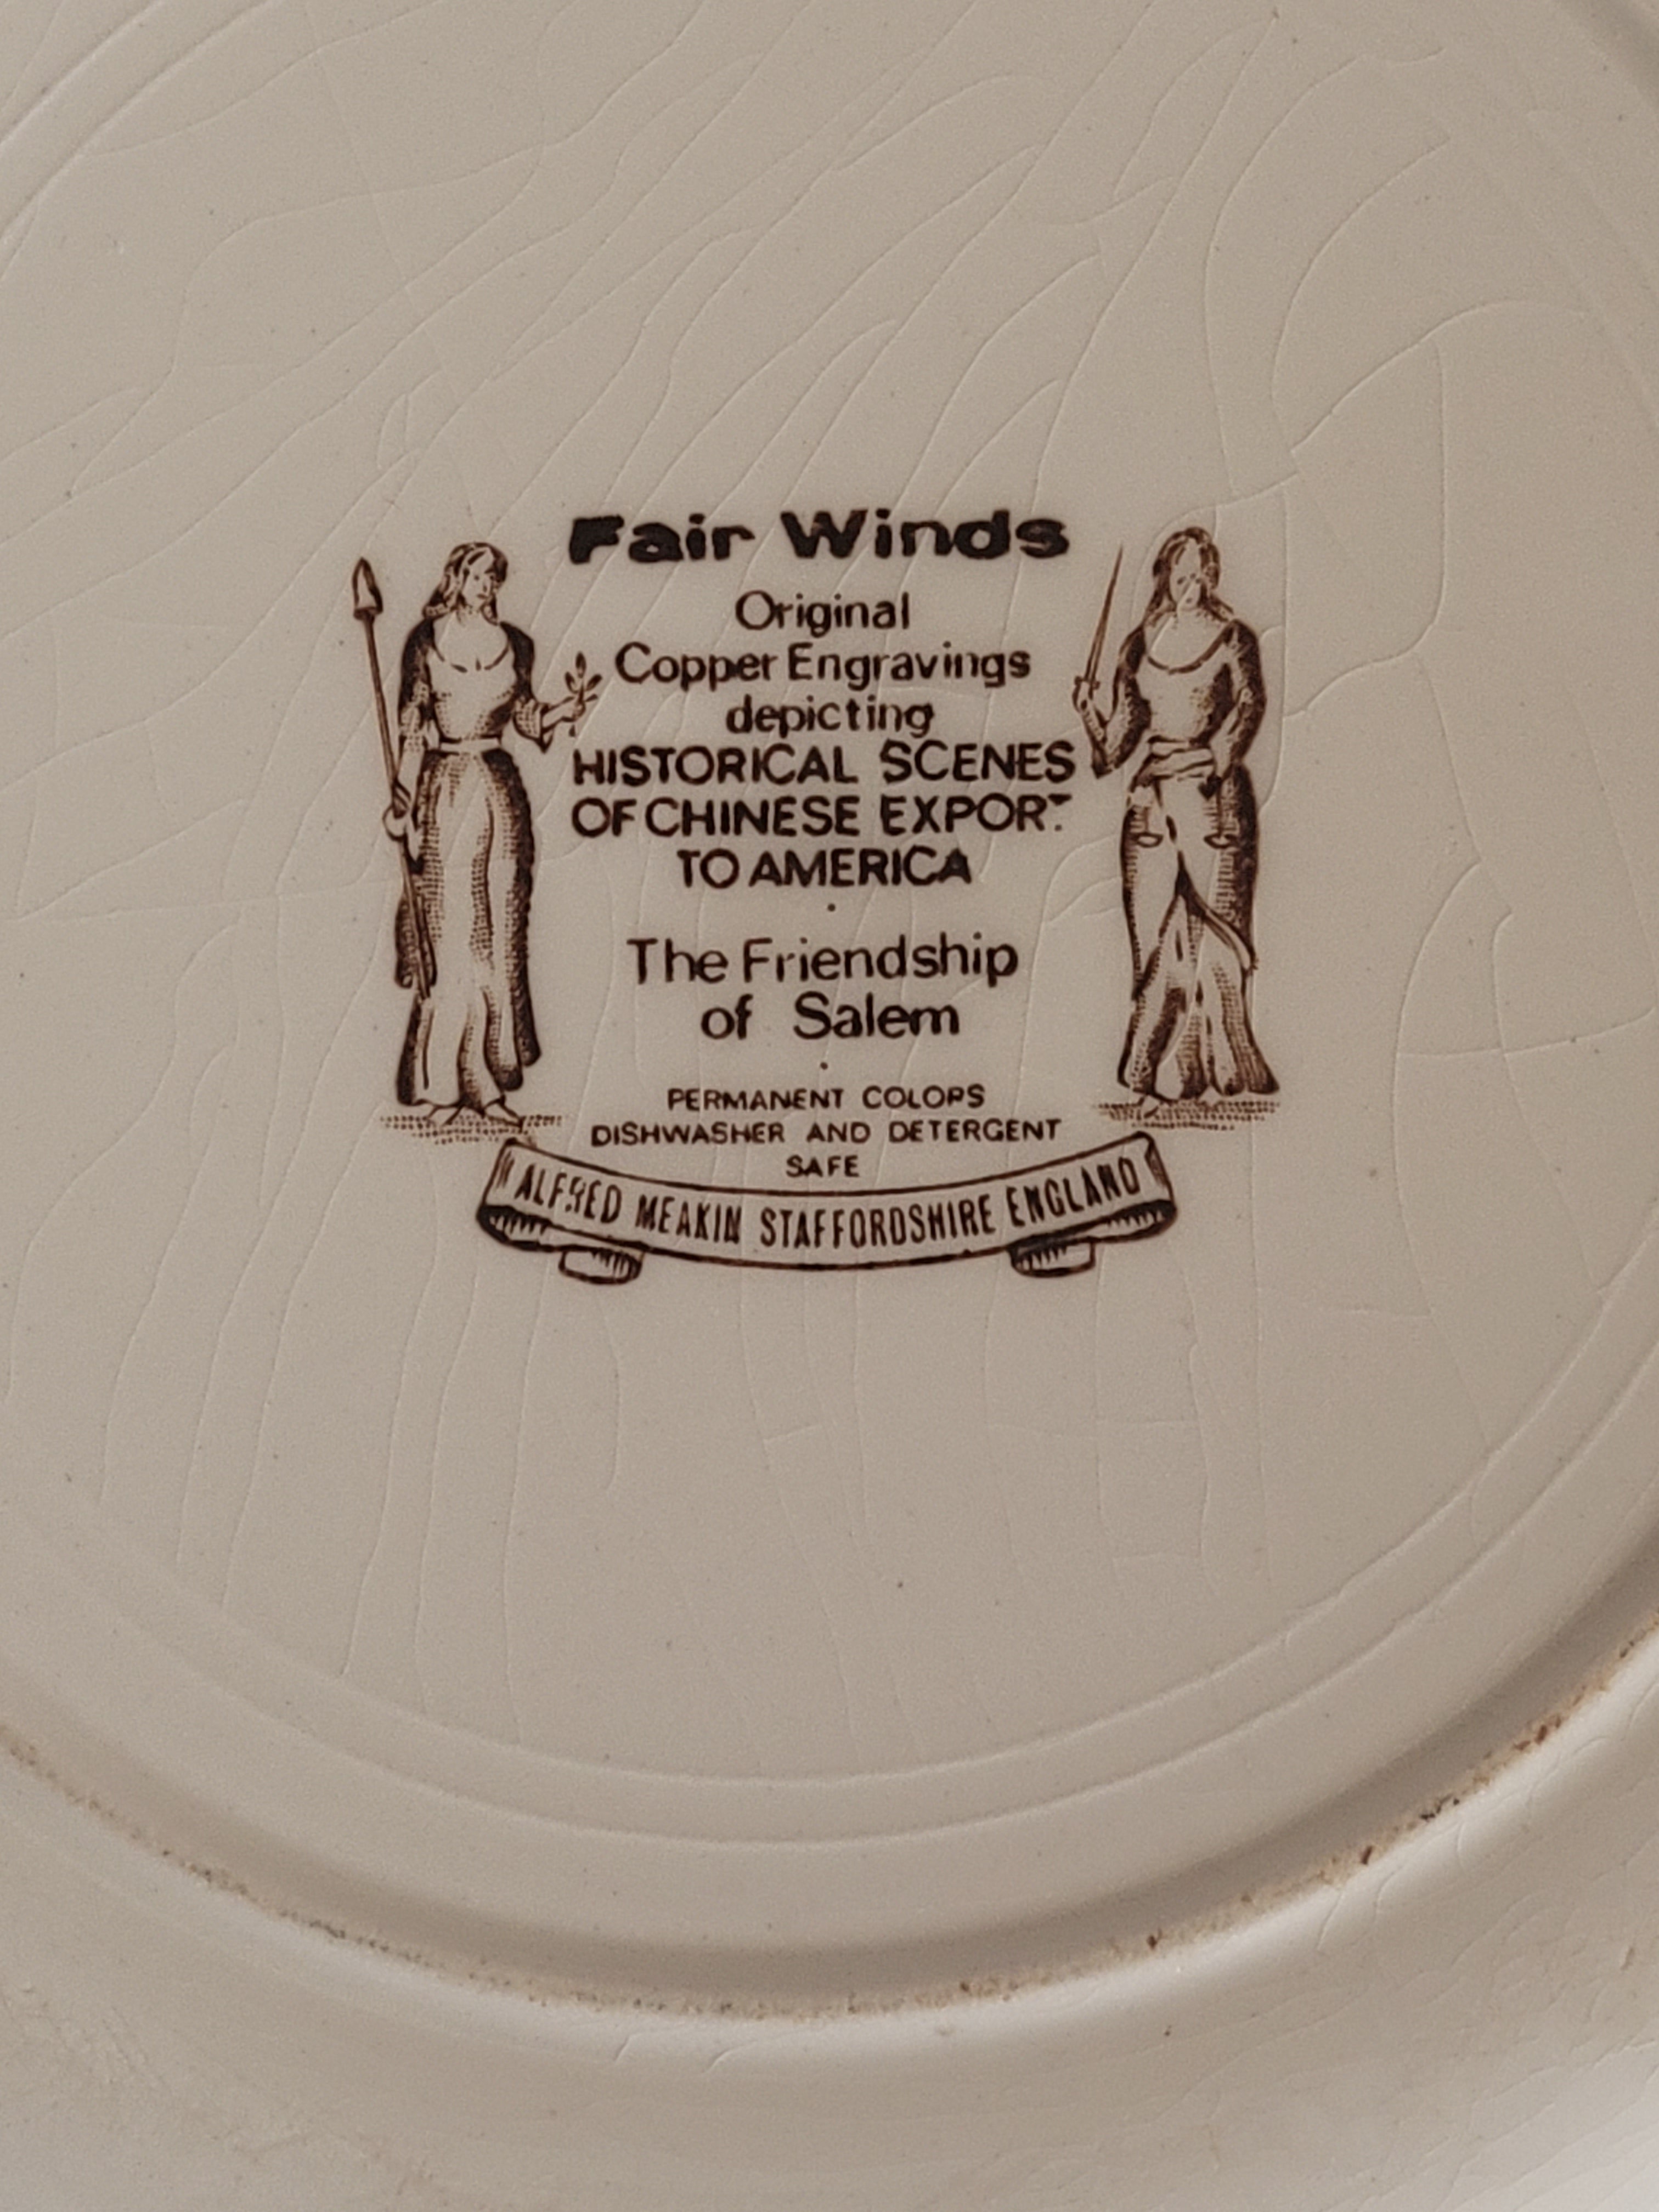 Fair Winds
Original
Copper Engravings
depicting
HISTORICAL SCENES
OF CHINESE EXPORT
TO AMERICA
The Friendship
of Salem
PERMANENT COLORS
DISHWASHER AND DETERGENT
SAFE
ALFRED MEAKIN STAFFORDSHIRE ENGLAND